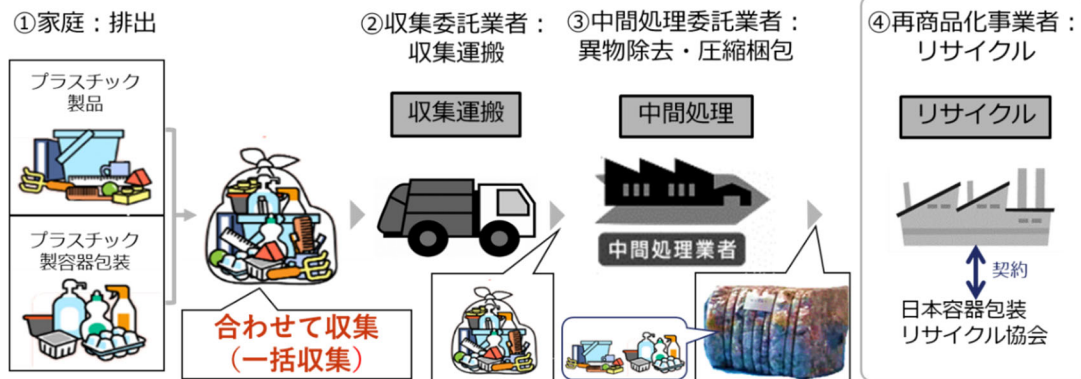 ①家庭：排出
プラスチック
製品
プラスチック
製容器包装
合わせて収集
（一括収集）
②収集委託業者：
収集運搬
収集運搬
③中間処理委託業者：
異物除去・圧縮梱包
中間処理
中間処理業者
④再商品化事業者：
リサイクル
リサイクル
契約
日本容器包装
リサイクル協会